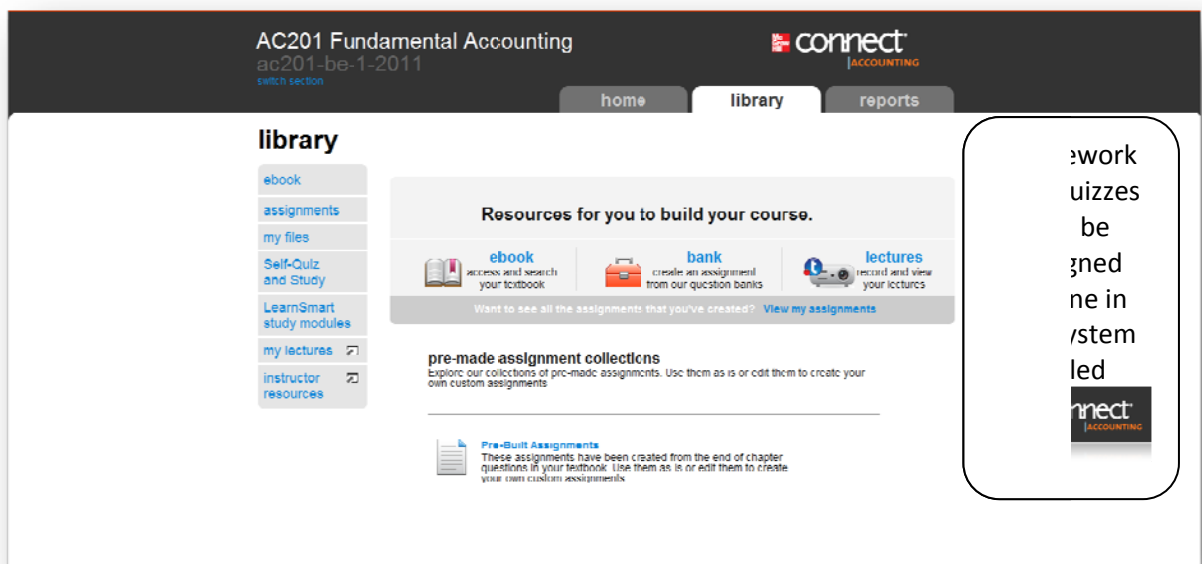 AC201 Fundamental Accounting
ac201-be-1-2011
switch section
Mc Graw Hill connect
ACCOUNTING
home library reports
library
ebook
assignments
my files
Self-Quiz
and Study
LearnSmart
study modules
my lectures
instructor
resources
Resources for you to build your course.
ebook
access and search
your textbook
bank
create an assignment
from our question banks
lectures
record and view
your lectures
Want to see all the assignments that you've created? View my assignments
pre-made assignment collections
Explore our collections of pre-made assignments. Use them as is or edit them to create your
own custom assignments
Pre-Built Assignments
These assignments have been created from the end of chapter
questions in your textbook. Use them as is or edit them to create
your own custom assignments
ework
uizzes
be
gned
ne in
ystem
led
nnect
ACCOUNTING